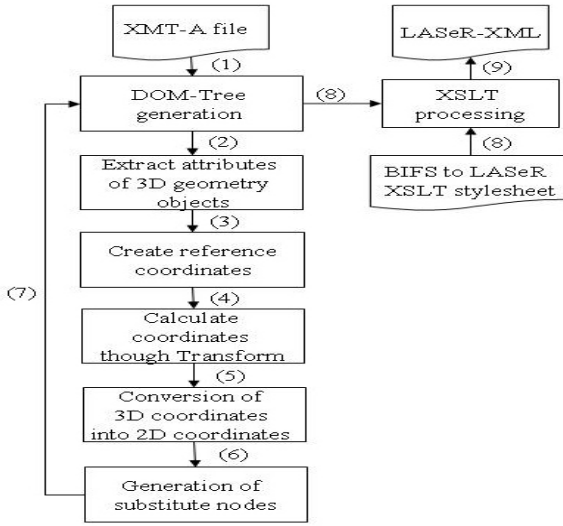 XMT-A file
(1)
DOM-Tree
generation
(2)
Extract attributes
of 3D geometry
objects
(3)
Create reference
coordinates
(4)
Calculate
coordinates
though Transform
(5)
Conversion of
3D coordinates
into 2D coordinates
(6)
Generation of
substitute nodes
(7)
(8)
LASeR-XML
(9)
XSLT
processing
(8)
BIFS to LASeR
XSLT stylesheet